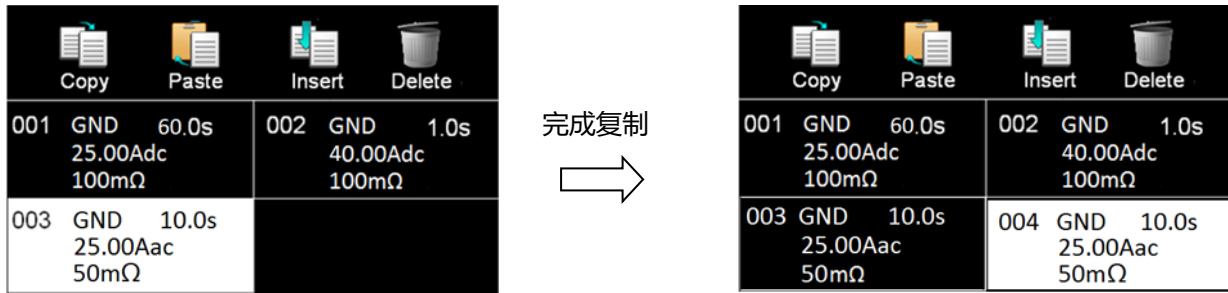 Copy Paste Insert Delete
001 GND 60.0s 002 GND 1.0s
25.00Adc 40.00Adc
100mΩ 100mΩ
003 GND 10.0s
25.00Aac
50mΩ
完成复制
Copy Paste Insert Delete
001 GND 60.0s 002 GND 1.0s
25.00Adc 40.00Adc
100mΩ 100mΩ
003 GND 10.0s 004 GND 10.0s
25.00Aac 25.00Aac
50mΩ 50mΩ